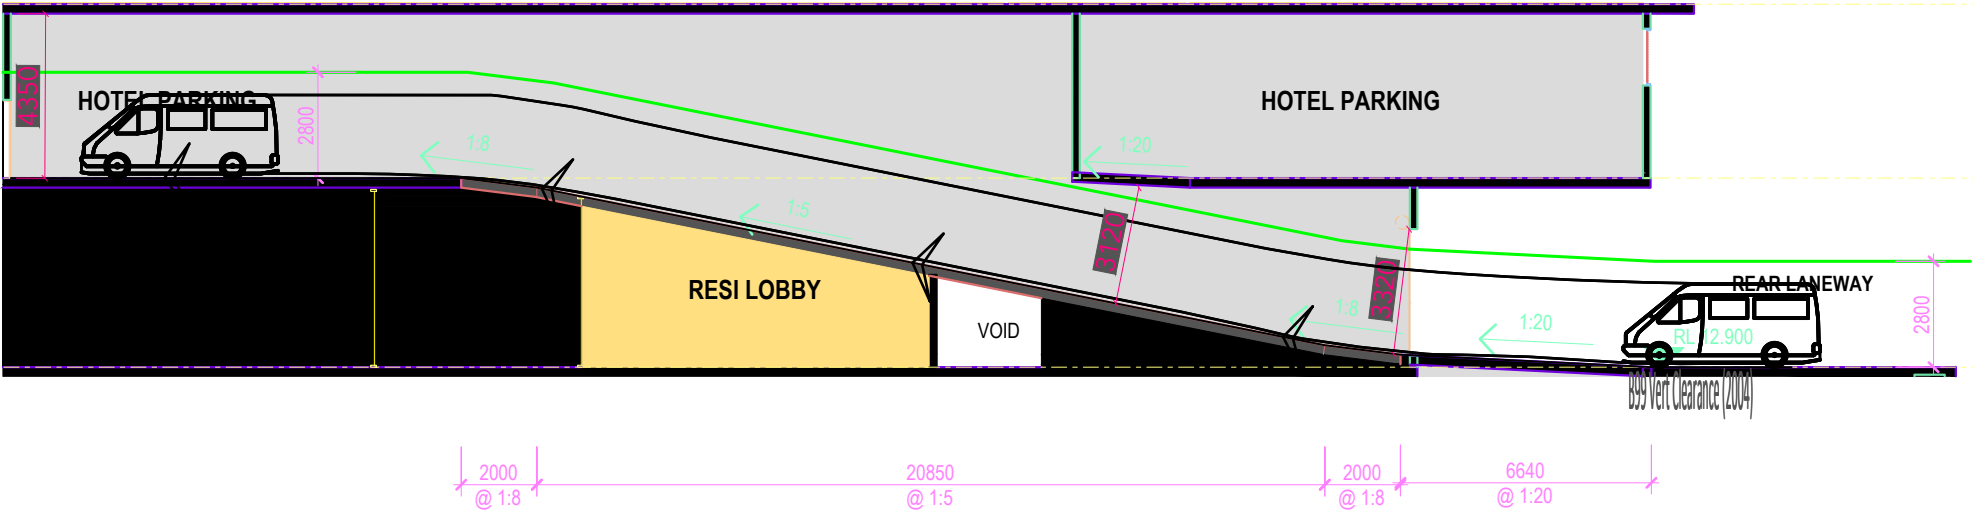 4350
HOTEL PARKING
2800
1:8
1:20
HOTEL PARKING
1:5
3120
RESI LOBBY
VOID
3320
1:8
1:20
REAR LANEWAY
RL 12.900
2800
B99 Vert Clearance (2004)
2000
@ 1:8
20850
@ 1:5
2000
@ 1:8
6640
@ 1:20